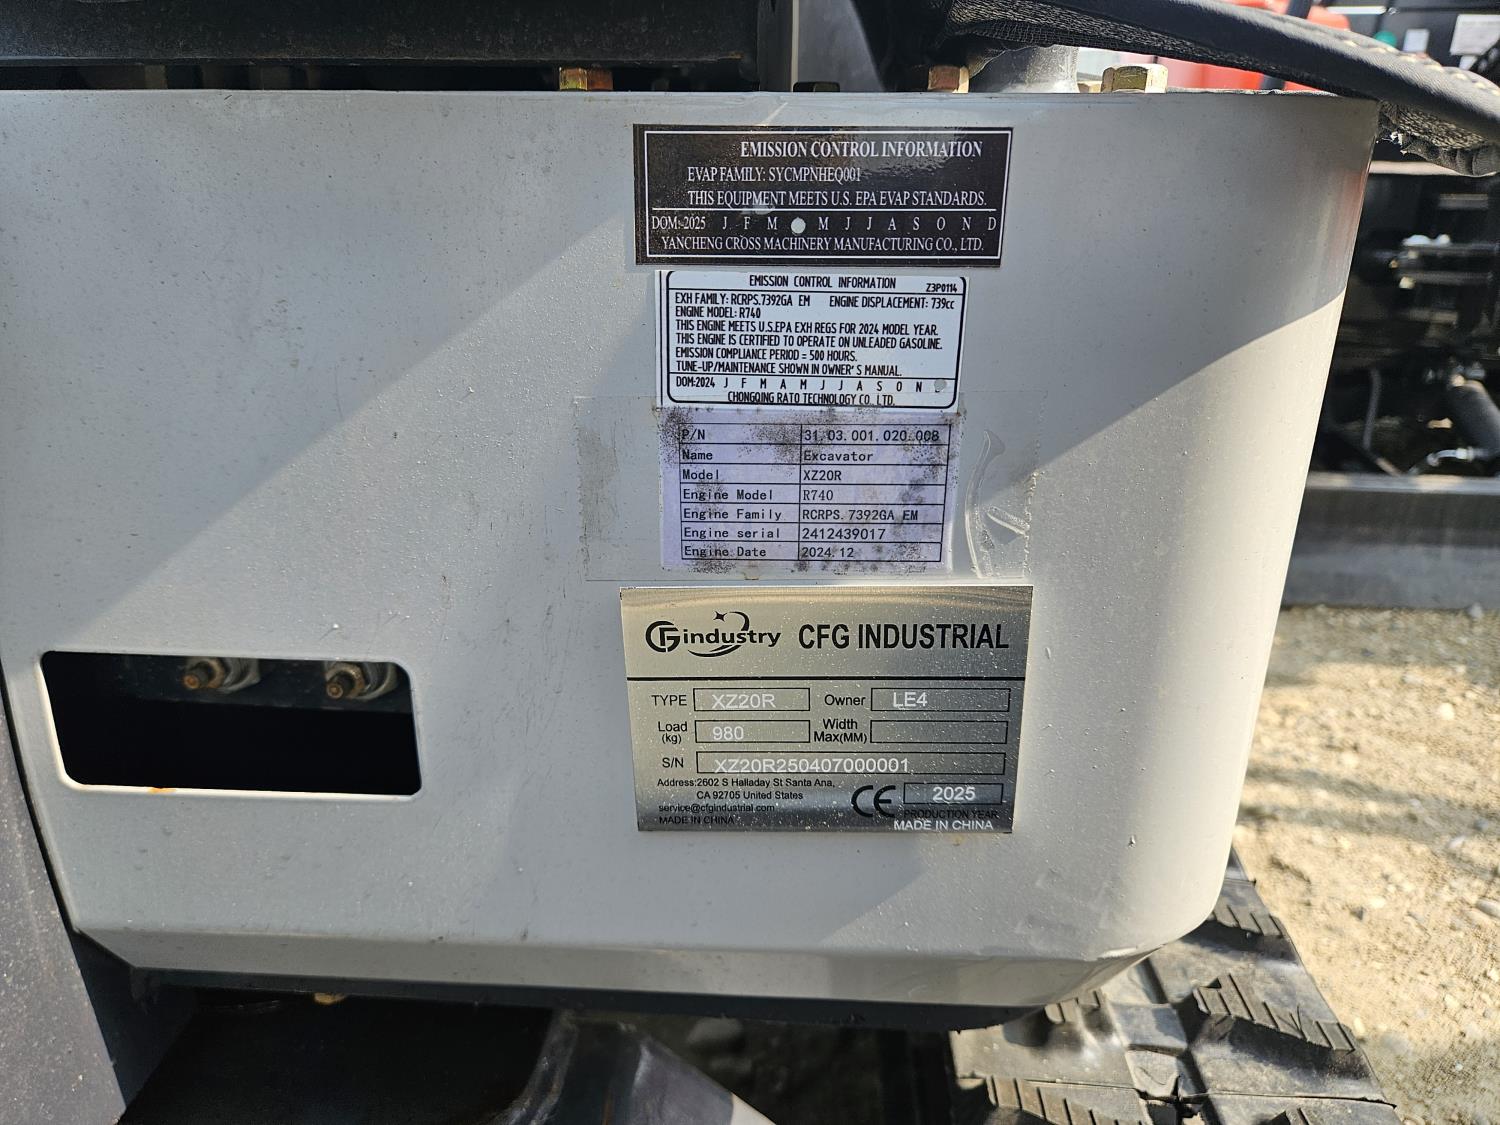 EMISSION CONTROL INFORMATION
EVAP FAMILY: SYCMPNHEQ001
THIS EQUIPMENT MEETS U.S. EPA EVAP STANDARDS.
DOM: 2025 J F M M J J A S O N D
YANCHENG CROSS MACHINERY MANUFACTURING CO., LTD.
EMISSION CONTROL INFORMATION Z3P0114
EXH FAMILY: RCRPS.7392GA EM ENGINE DISPLACEMENT: 739cc
ENGINE MODEL: R740
THIS ENGINE MEETS U.S.EPA EXH REGS FOR 2024 MODEL YEAR.
THIS ENGINE IS CERTIFIED TO OPERATE ON UNLEADED GASOLINE.
EMISSION COMPLIANCE PERIOD = 500 HOURS.
TUNE-UP/MAINTENANCE SHOWN IN OWNER'S MANUAL.
DOM:2024 J F M A M J J A S O N
CHONGQING RATO TECHNOLOGY CO. LTD.
P/N 31.03.001.020.008
Name Excavator
Model XZ20R
Engine Model R740
Engine Family RCRPS.7392GA EM
Engine serial 2412439017
Engine Date 2024.12
CFG industry CFG INDUSTRIAL
TYPE XZ20R Owner LE4
Load (kg) 980 Width Max(MM)
S/N XZ20R250407000001
Address:2602 S Halladay St Santa Ana,
CA 92705 United States
service@cfgindustrial.com
MADE IN CHINA
CE 2025
PRODUCTION YEAR
MADE IN CHINA